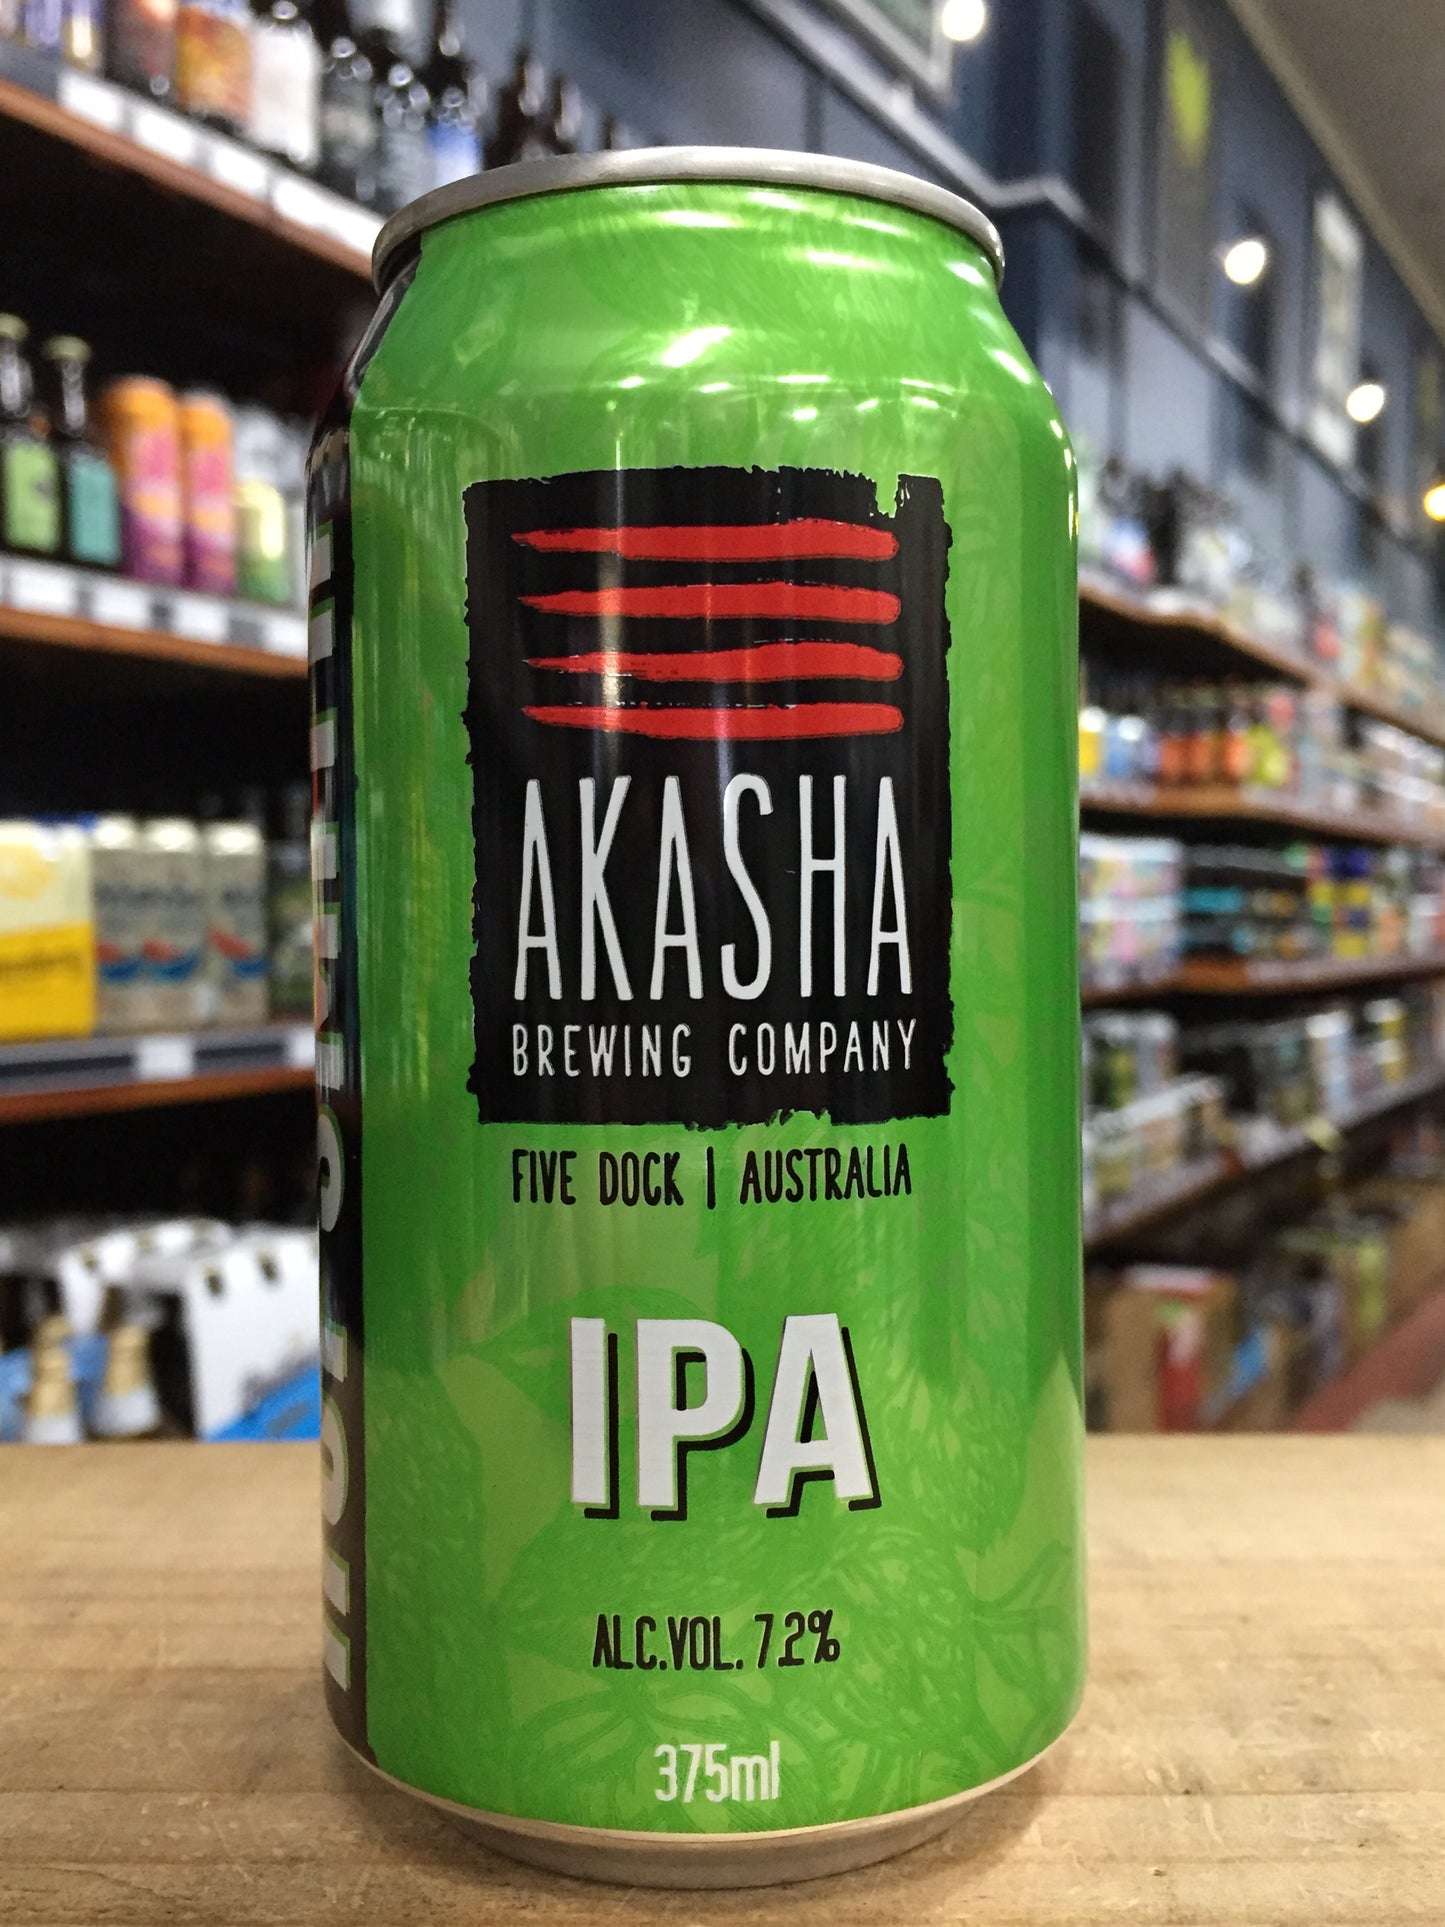 AKASHA
BREWING COMPANY
FIVE DOCK | AUSTRALIA
IPA
ALC.VOL. 7.2%
375ml